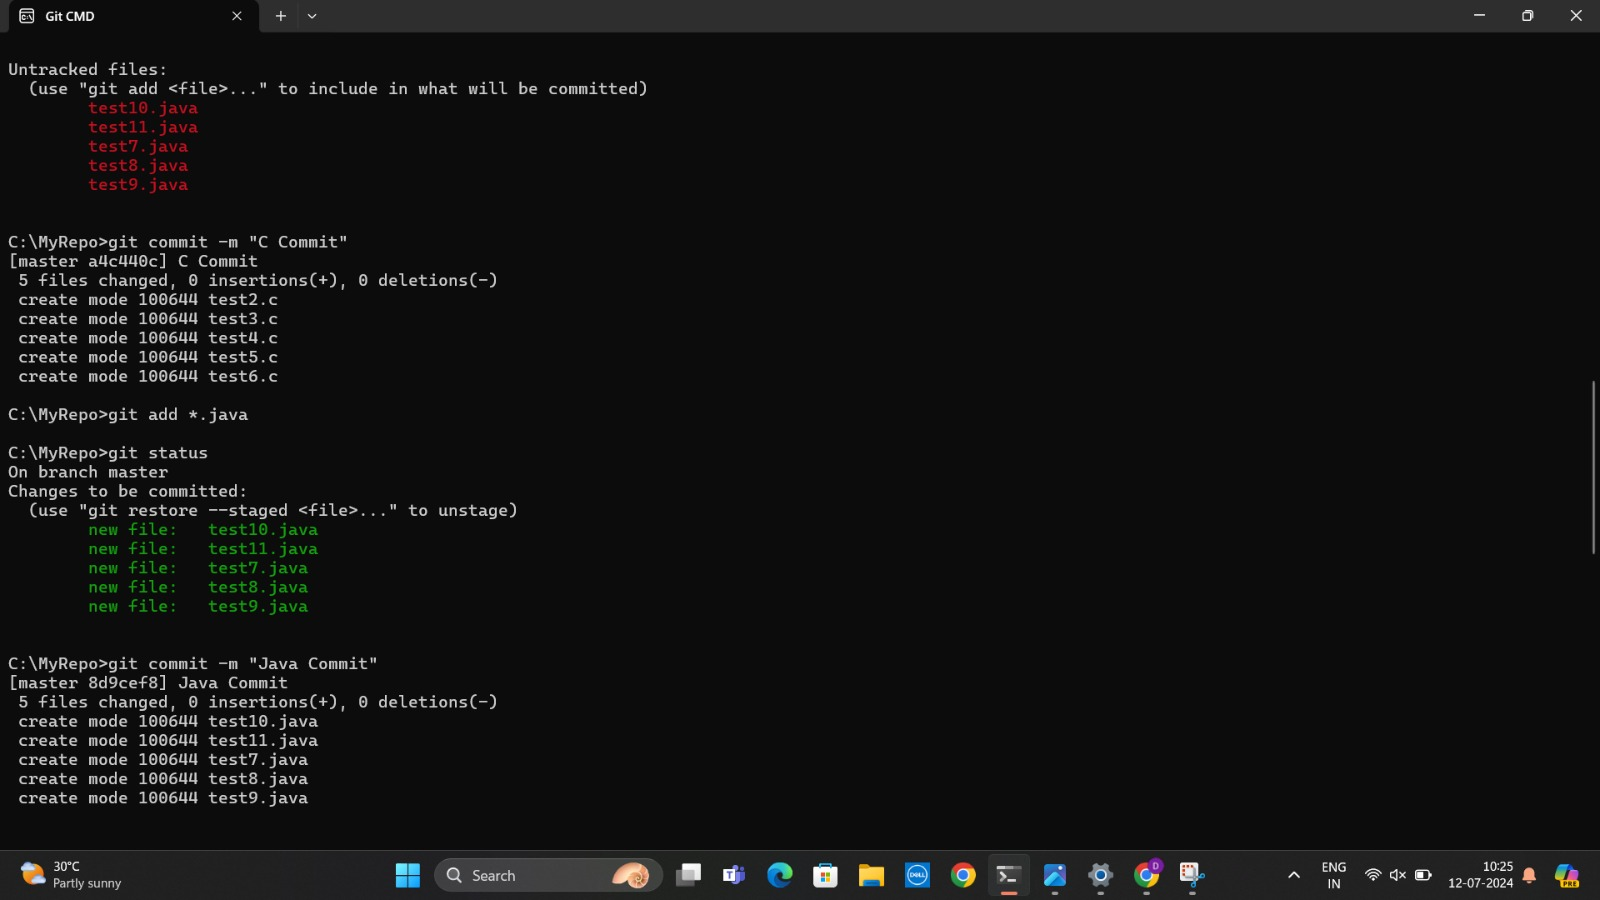 Git CMD
Untracked files:
  (use "git add <file>..." to include in what will be committed)
        test10.java
        test11.java
        test7.java
        test8.java
        test9.java
C:\MyRepo>git commit -m "C Commit"
[master a4c440c] C Commit
 5 files changed, 0 insertions(+), 0 deletions(-)
 create mode 100644 test2.c
 create mode 100644 test3.c
 create mode 100644 test4.c
 create mode 100644 test5.c
 create mode 100644 test6.c
C:\MyRepo>git add *.java
C:\MyRepo>git status
On branch master
Changes to be committed:
  (use "git restore --staged <file>..." to unstage)
        new file:   test10.java
        new file:   test11.java
        new file:   test7.java
        new file:   test8.java
        new file:   test9.java
C:\MyRepo>git commit -m "Java Commit"
[master 8d9cef8] Java Commit
 5 files changed, 0 insertions(+), 0 deletions(-)
 create mode 100644 test10.java
 create mode 100644 test11.java
 create mode 100644 test7.java
 create mode 100644 test8.java
 create mode 100644 test9.java
30°C
Partly sunny
Search
DELL
D
ENG
IN
10:25
12-07-2024
PRE